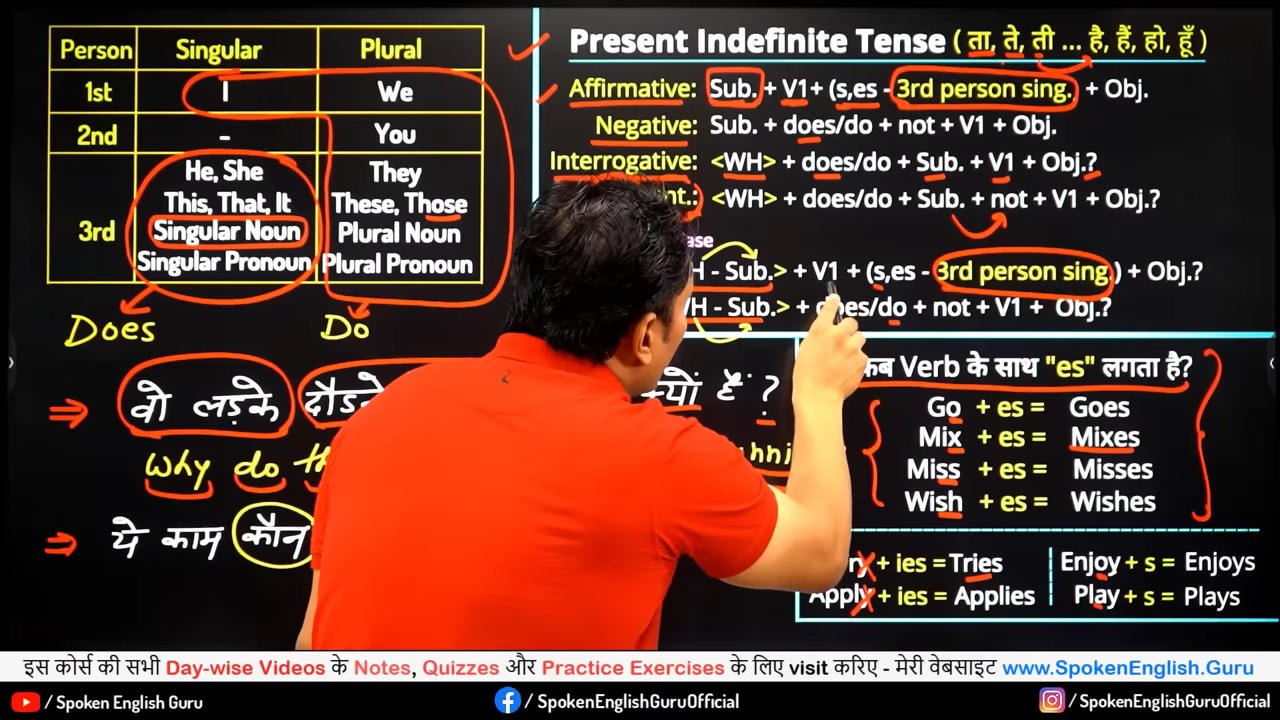 Person Singular Plural
1st I We
2nd - You
3rd
He, She They
This, That, It These, Those
Singular Noun Plural Noun
Singular Pronoun Plural Pronoun
Does Do
Present Indefinite Tense ( ता, ते, ती ... है, हैं, हो, हूँ )
Affirmative: Sub. + V1+ (s,es - 3rd person sing.) + Obj.
Negative: Sub. + does/do + not + V1 + Obj.
Interrogative: <WH> + does/do + Sub. + V1 + Obj.?
<WH> + does/do + Sub. + not + V1 + Obj.?
- Sub.> + V1 + (s,es - 3rd person sing.) + Obj.?
- Sub.> + does/do + not + V1 + Obj.?
⇒ वो लड़के क्यों हैं ?
Why do
⇒ ये काम कौन
Verb के साथ "es" लगता है?
Go + es = Goes
Mix + es = Mixes
Miss + es = Misses
Wish + es = Wishes
+ ies = Tries
Apply + ies = Applies
Enjoy + s = Enjoys
Play + s = Plays
इस कोर्स की सभी Day-wise Videos के Notes, Quizzes और Practice Exercises के लिए visit करिए - मेरी वेबसाइट www.SpokenEnglish.Guru
/ Spoken English Guru
/ SpokenEnglishGuruOfficial
/ SpokenEnglishGuruOfficial